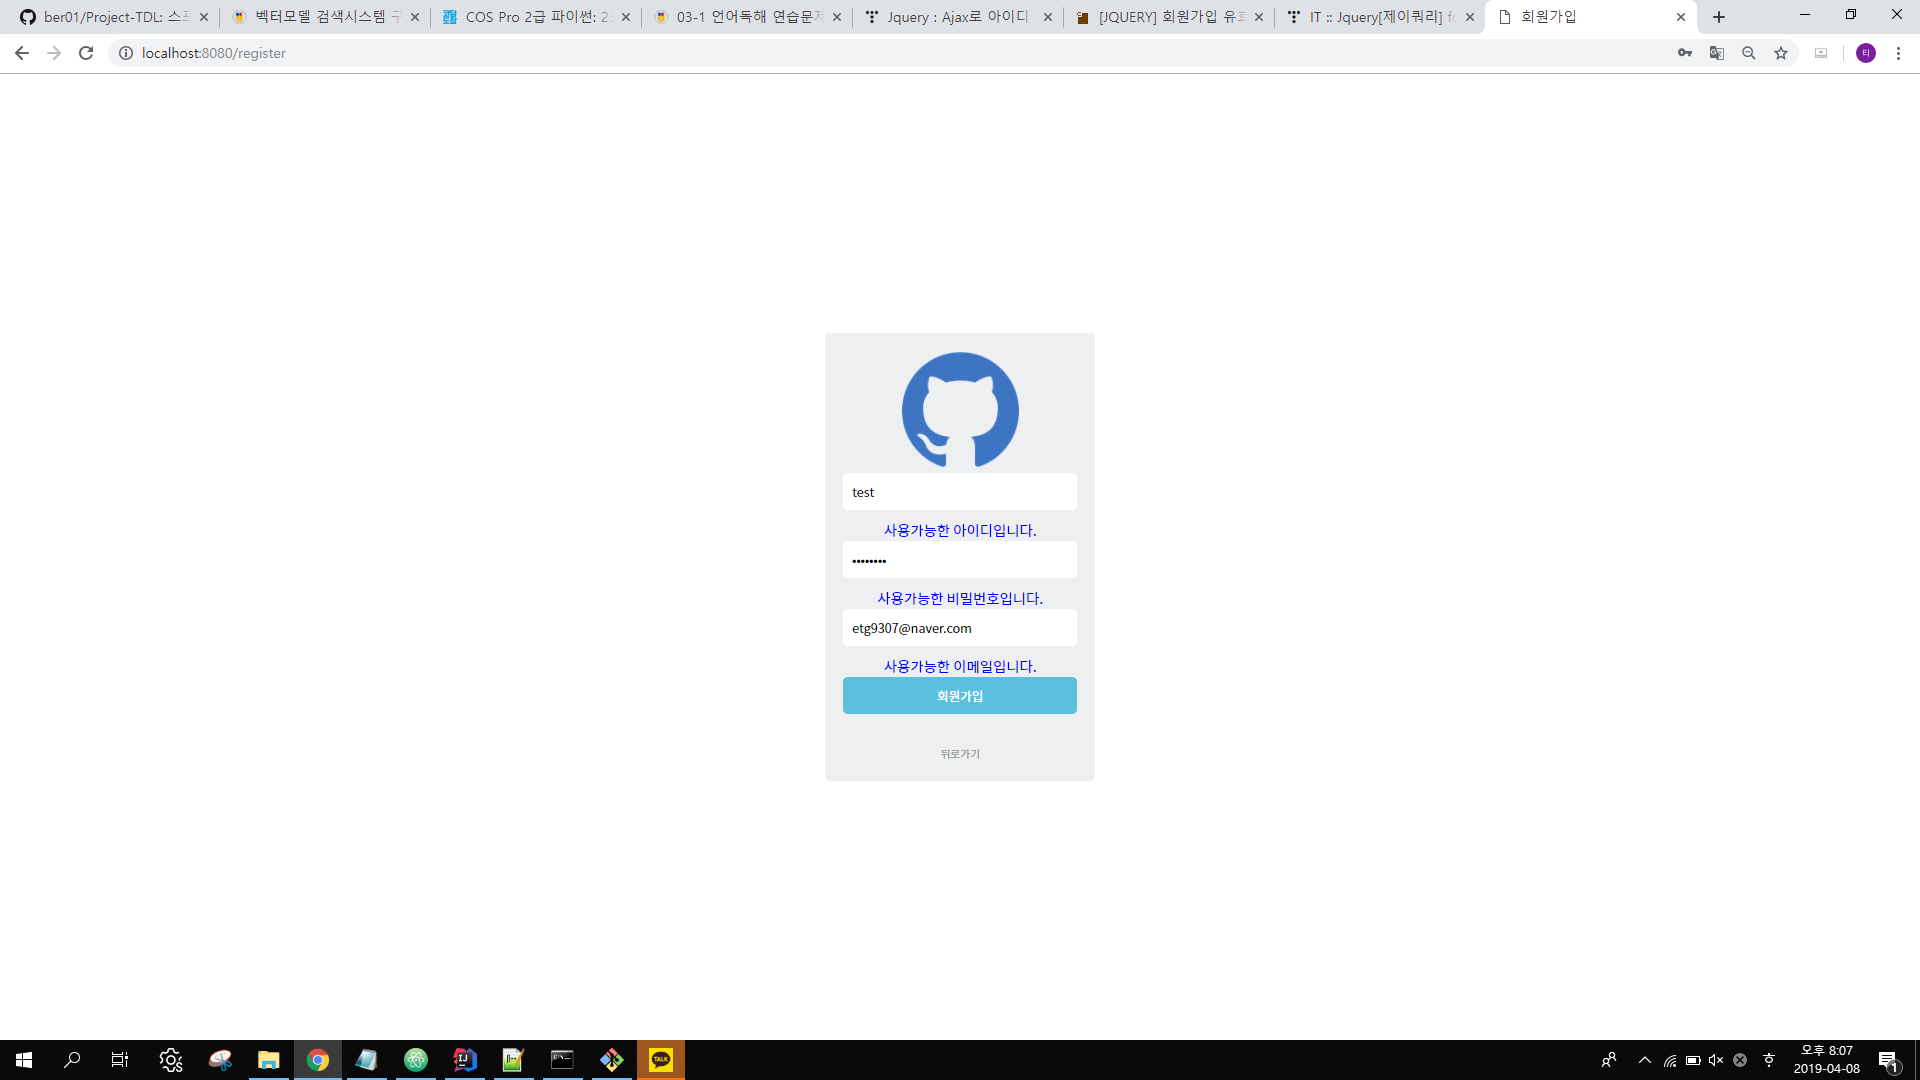 ber01/Project-TDL: 스프
벡터모델 검색시스템 구
COS Pro 2급 파이썬: 2
03-1 언어독해 연습문제
Jquery : Ajax로 아이디
[JQUERY] 회원가입 유효
IT :: Jquery[제이쿼리] fo
회원가입
localhost:8080/register
티
test
사용가능한 아이디입니다.
••••••••
사용가능한 비밀번호입니다.
etg9307@naver.com
사용가능한 이메일입니다.
회원가입
뒤로가기
TALK
오후 8:07
2019-04-08
1